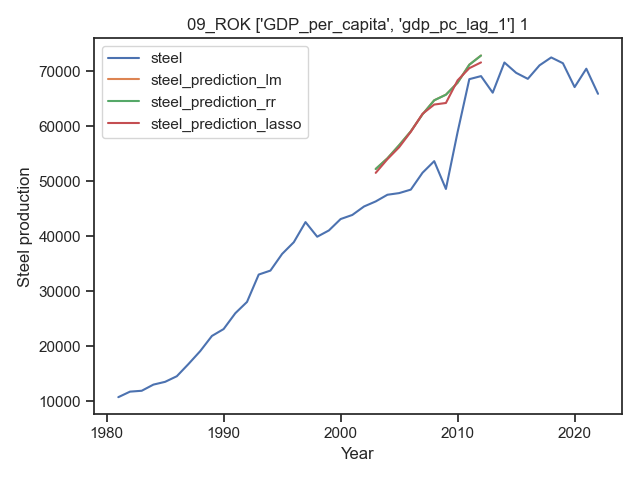 09_ROK ['GDP_per_capita', 'gdp_pc_lag_1'] 1
steel
steel_prediction_lm
steel_prediction_rr
steel_prediction_lasso
Steel production
70000
60000
50000
40000
30000
20000
10000
1980
1990
2000
2010
2020
Year